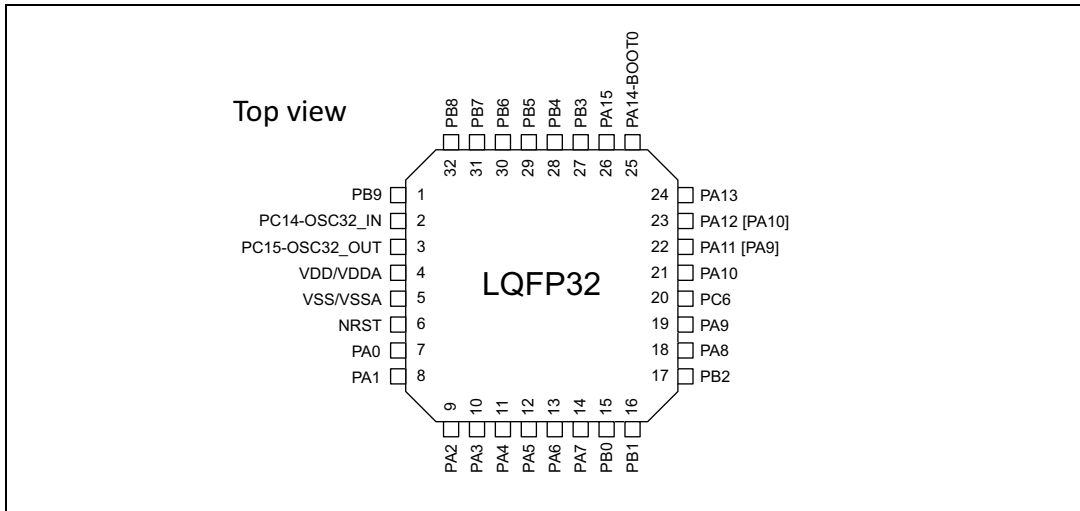 PB8
PB7
PB6
PB5
PB4
PB3
PA15
PA14-BOOT0
Top view
32
31
30
29
28
27
26
25
PB9 1
PC14-OSC32_IN 2
PC15-OSC32_OUT 3
VDD/VDDA 4
VSS/VSSA 5
NRST 6
PA0 7
PA1 8
LQFP32
24 PA13
23 PA12 [PA10]
22 PA11 [PA9]
21 PA10
20 PC6
19 PA9
18 PA8
17 PB2
9
10
11
12
13
14
15
16
PA2
PA3
PA4
PA5
PA6
PA7
PB0
PB1